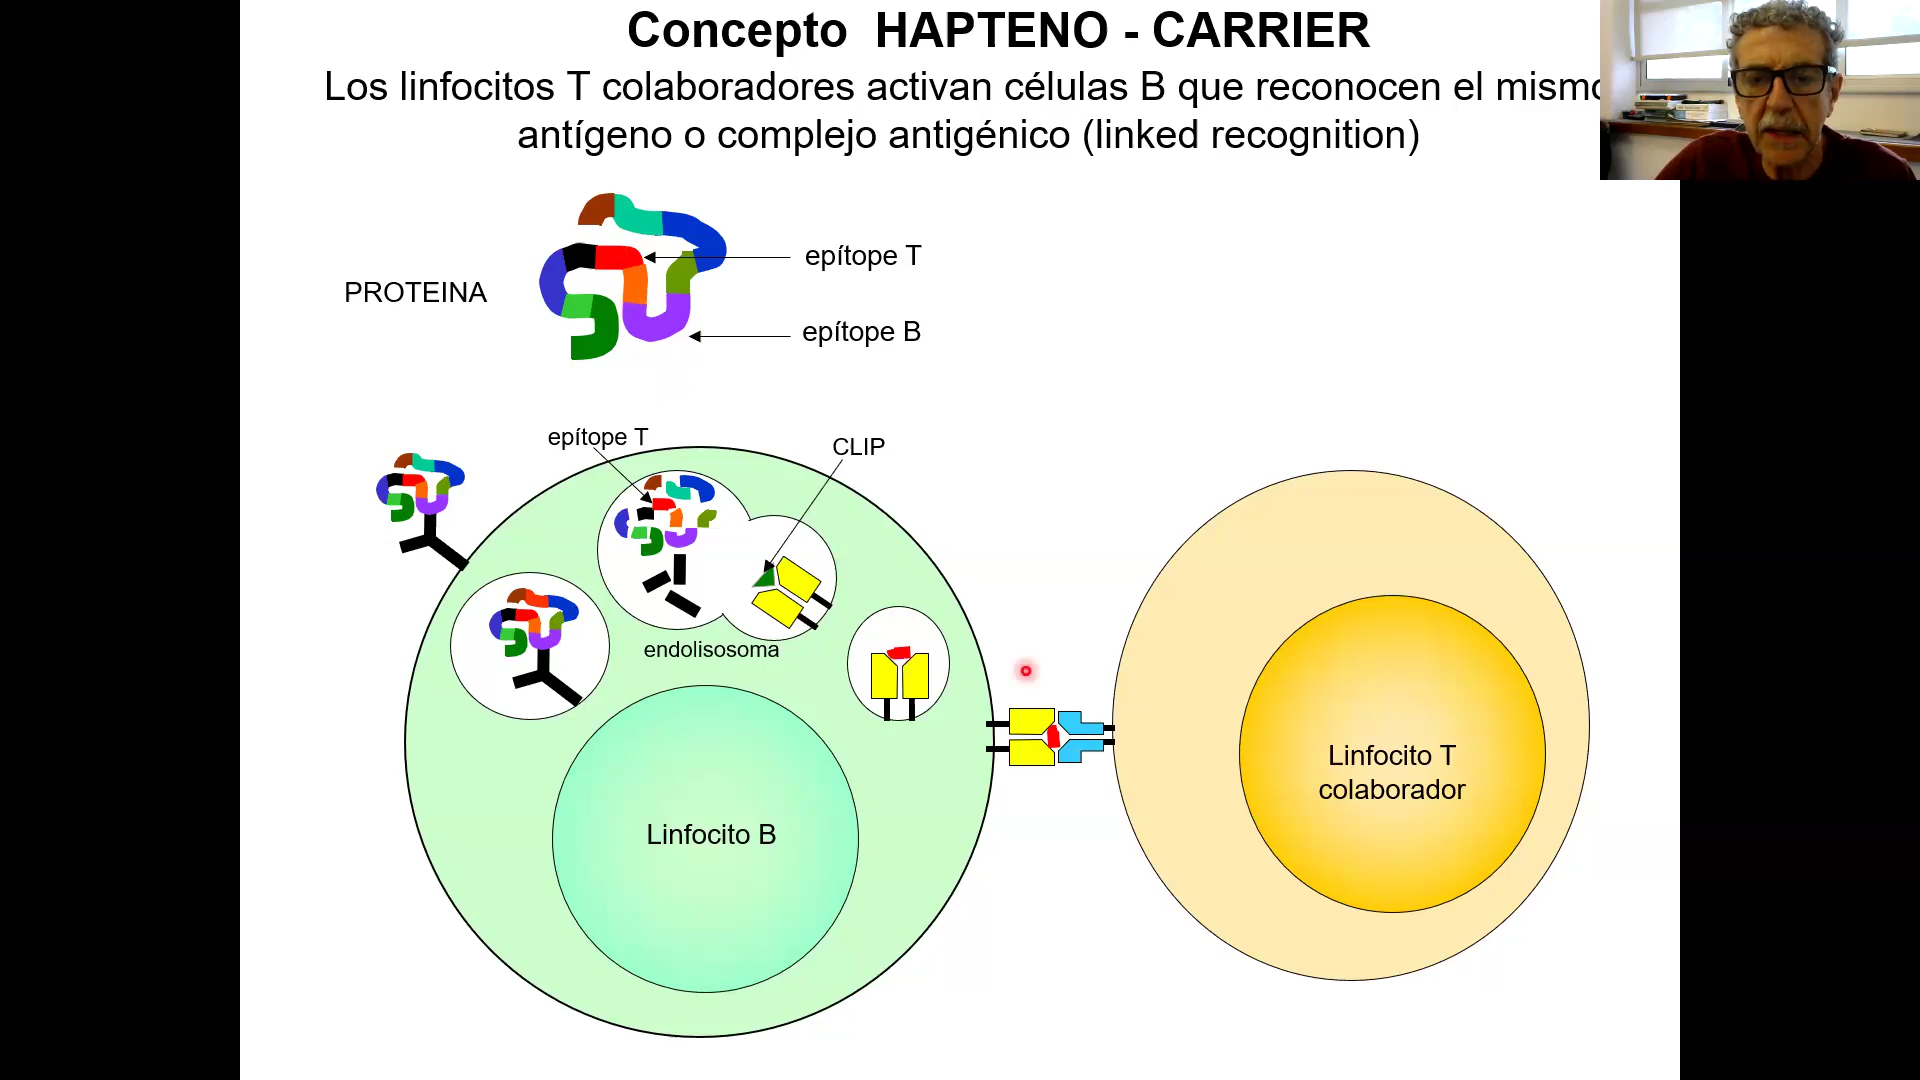 Concepto HAPTENO - CARRIER
Los linfocitos T colaboradores activan células B que reconocen el mismo
antígeno o complejo antigénico (linked recognition)
epítope T
PROTEINA
epítope B
epítope T
CLIP
endolisosoma
Linfocito B
Linfocito T
colaborador